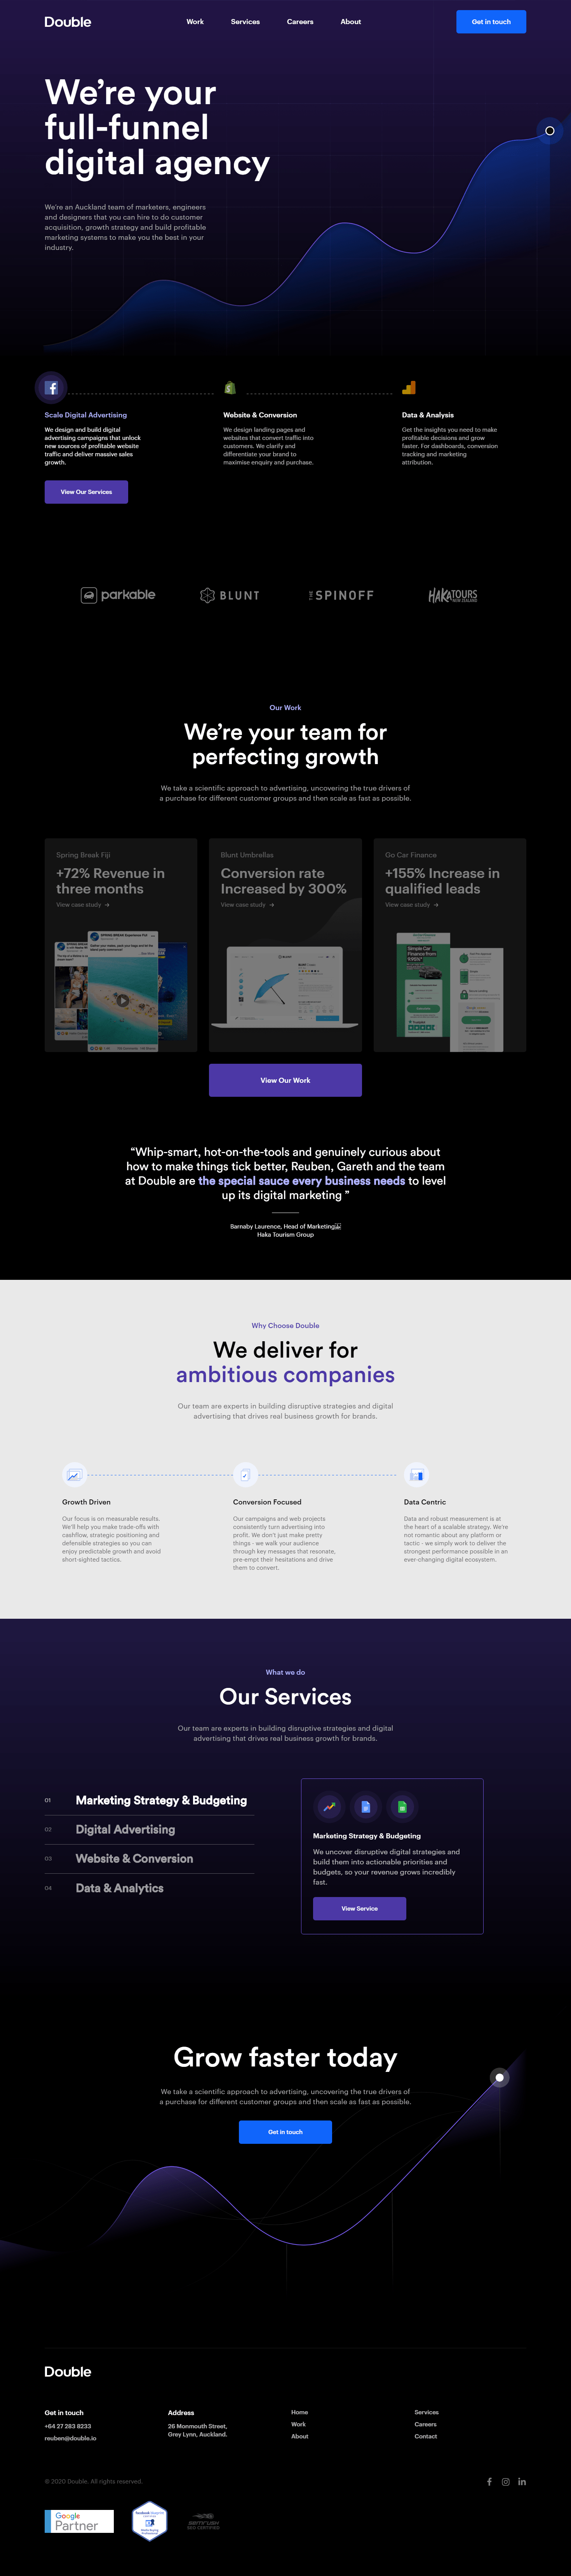 Double
Work
Services
Careers
About
Get in touch
We're your
full-funnel
digital agency
We're an Auckland team of marketers, engineers
and designers that you can hire to do customer
acquisition, growth strategy and build profitable
marketing systems to make you the best in your
industry.
Scale Digital Advertising
We design and build digital
advertising campaigns that unlock
new sources of profitable website
traffic and deliver massive sales
growth.
View Our Services
Website & Conversion
We design landing pages and
websites that convert traffic into
customers. We clarify and
differentiate your brand to
maximise enquiry and purchase.
Data & Analysis
Get the insights you need to make
profitable decisions and grow
faster. For dashboards, conversion
tracking and marketing
attribution.
parkable
BLUNT
THE SPINOFF
HAKA TOURS
NEW ZEALAND
Our Work
We're your team for
perfecting growth
We take a scientific approach to advertising, uncovering the true drivers of
a purchase for different customer groups and then scale as fast as possible.
Spring Break Fiji
+72% Revenue in
three months
View case study →
Blunt Umbrellas
Conversion rate
Increased by 300%
View case study →
Go Car Finance
+155% Increase in
qualified leads
View case study →
Simple Car
Finance from
View Our Work
“Whip-smart, hot-on-the-tools and genuinely curious about
how to make things tick better, Reuben, Gareth and the team
at Double are the special sauce every business needs to level
up its digital marketing ”
Barnaby Laurence, Head of Marketing
Haka Tourism Group
Why Choose Double
We deliver for
ambitious companies
Our team are experts in building disruptive strategies and digital
advertising that drives real business growth for brands.
Growth Driven
Our focus is on measurable results.
We'll help you make trade-offs with
cashflow, strategic positioning and
defensible strategies so you can
enjoy predictable growth and avoid
short-sighted tactics.
Conversion Focused
Our campaigns and web projects
consistently turn advertising into
profit. We don't just make pretty
things - we walk your audience
through key messages that resonate,
pre-empt their hesitations and drive
them to convert.
Data Centric
Data and robust measurement is at
the heart of a scalable strategy. We're
not romantic about any platform or
tactic - we simply work to deliver the
strongest performance possible in an
ever-changing digital ecosystem.
What we do
Our Services
Our team are experts in building disruptive strategies and digital
advertising that drives real business growth for brands.
01 Marketing Strategy & Budgeting
02 Digital Advertising
03 Website & Conversion
04 Data & Analytics
Marketing Strategy & Budgeting
We uncover disruptive digital strategies and
build them into actionable priorities and
budgets, so your revenue grows incredibly
fast.
View Service
Grow faster today
We take a scientific approach to advertising, uncovering the true drivers of
a purchase for different customer groups and then scale as fast as possible.
Get in touch
Double
Get in touch
+64 27 283 8233
reuben@double.io
Address
26 Monmouth Street,
Grey Lynn, Auckland.
Home
Work
About
Services
Careers
Contact
© 2020 Double. All rights reserved.
Google
Partner
SEMRUSH
SEO CERTIFIED